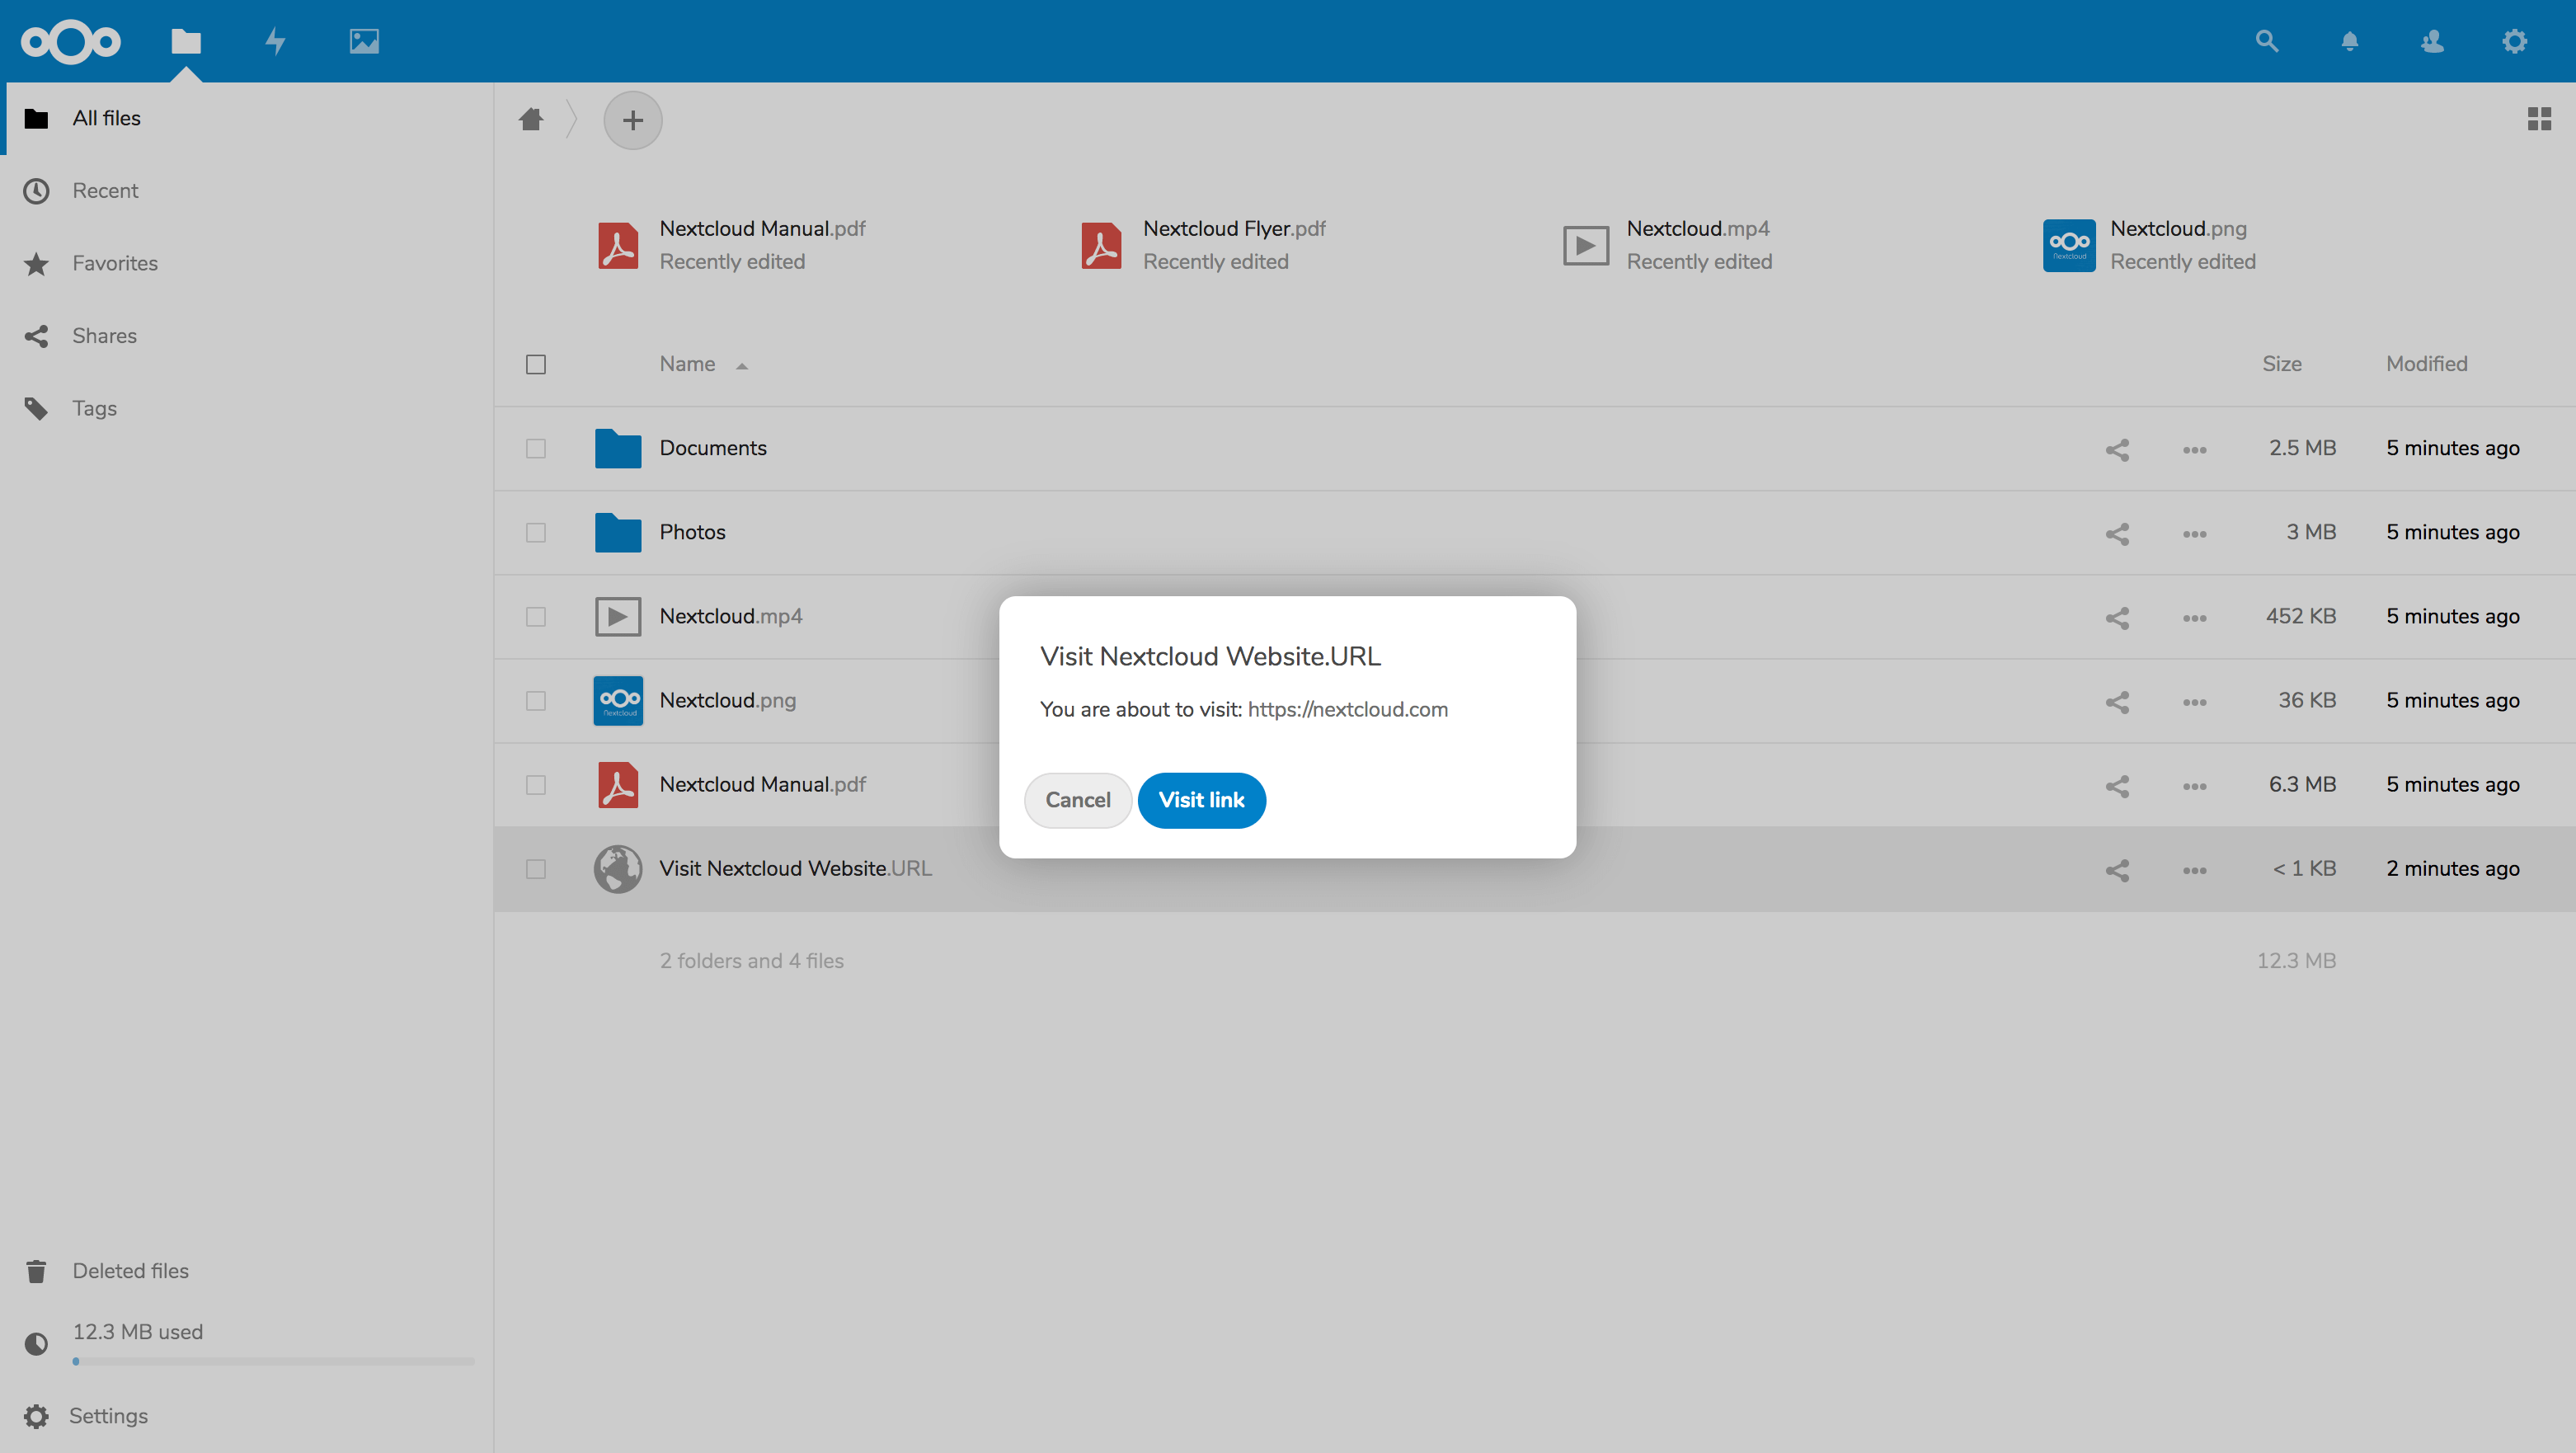 All files
Recent
Favorites
Shares
Tags
Deleted files
12.3 MB used
Settings
Nextcloud Manual.pdf
Recently edited
Nextcloud Flyer.pdf
Recently edited
Nextcloud.mp4
Recently edited
Nextcloud
Nextcloud.png
Recently edited
Name Size Modified
Documents 2.5 MB 5 minutes ago
Photos 3 MB 5 minutes ago
Nextcloud.mp4 452 KB 5 minutes ago
Nextcloud
Nextcloud.png 36 KB 5 minutes ago
Nextcloud Manual.pdf 6.3 MB 5 minutes ago
Visit Nextcloud Website.URL < 1 KB 2 minutes ago
2 folders and 4 files 12.3 MB
Visit Nextcloud Website.URL
You are about to visit: https://nextcloud.com
Cancel Visit link